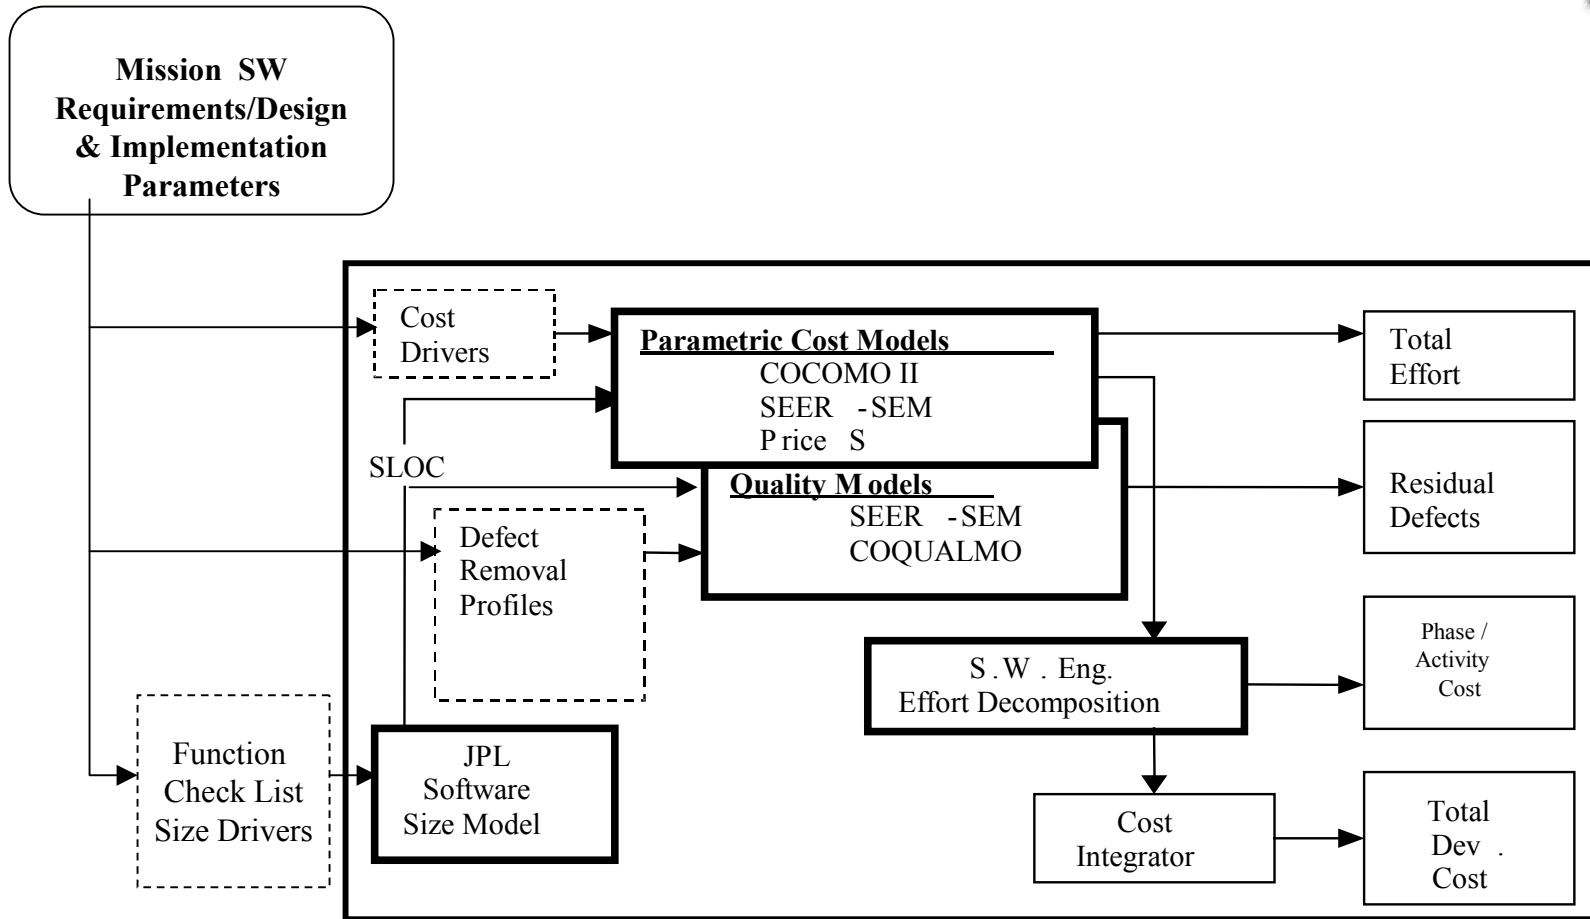 Mission SW
Requirements/Design
& Implementation
Parameters
Cost
Drivers
Parametric Cost Models
COCOMO II
SEER -SEM
Price S
Total
Effort
SLOC
Quality Models
SEER -SEM
COQUALMO
Residual
Defects
Defect
Removal
Profiles
S.W. Eng.
Effort Decomposition
Phase /
Activity
Cost
Function
Check List
Size Drivers
JPL
Software
Size Model
Cost
Integrator
Total
Dev .
Cost